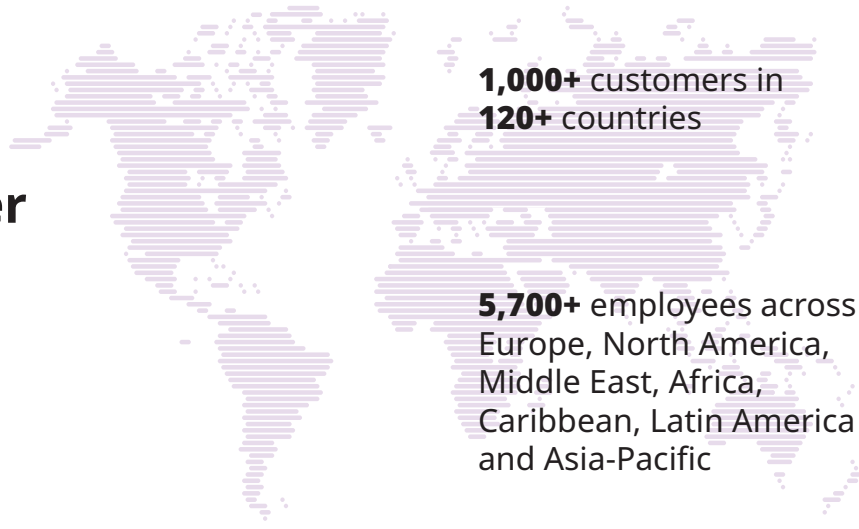 1,000+ customers in
120+ countries
er
5,700+ employees across
Europe, North America,
Middle East, Africa,
Caribbean, Latin America
and Asia-Pacific